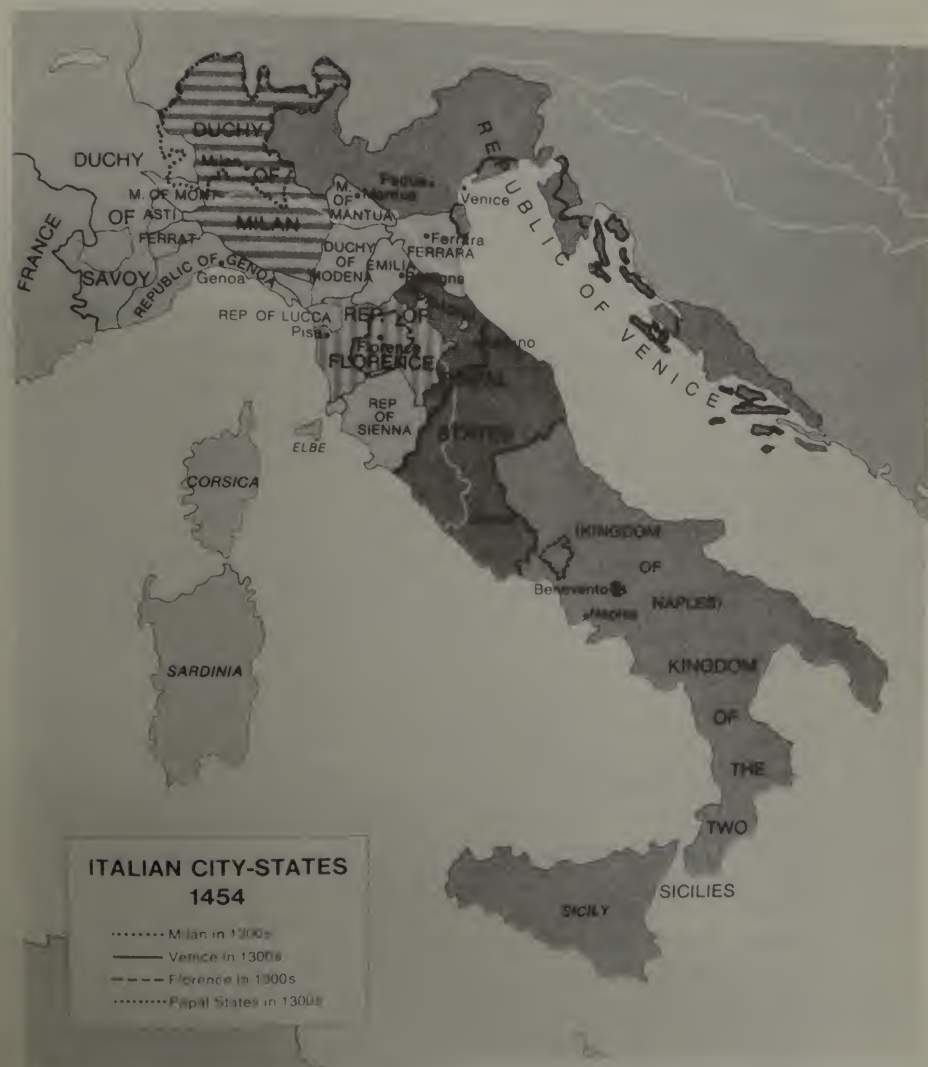 DUCHY
OF
MILAN
Milan
DUCHY
OF
SAVOY
FRANCE
M. OF MONT
ASTI
FERRAT
REPUBLIC OF GENOA
Genoa
M.
OF
MANTUA
Mantua
Padua
Venice
REPUBLIC OF VENICE
Ferrara
FERRARA
DUCHY
OF
MODENA
EMILIA
Bologna
REP OF LUCCA
Pisa
REP. OF
Florence
FLORENCE
REP
OF
SIENNA
ELBE
PAPAL
STATES
CORSICA
SARDINIA
(KINGDOM
OF
NAPLES)
Benevento
Naples
KINGDOM
OF
THE
TWO
SICILIES
SICILY
ITALIAN CITY-STATES
1454
Milan in 1300s
Venice in 1300s
Florence in 1300s
Papal States in 1300s